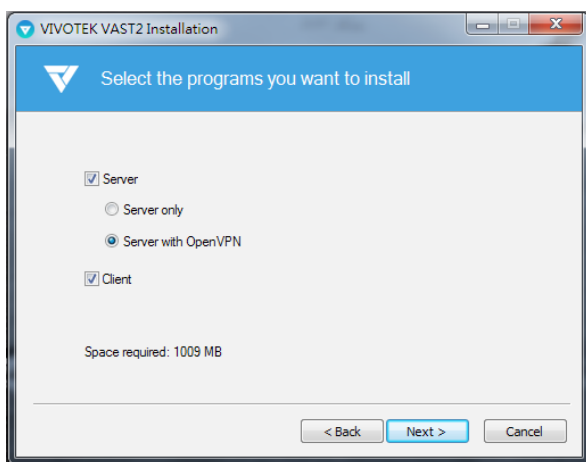 VIVOTEK VAST2 Installation
Select the programs you want to install
Server
Server only
Server with OpenVPN
Client
Space required: 1009 MB
< Back Next > Cancel